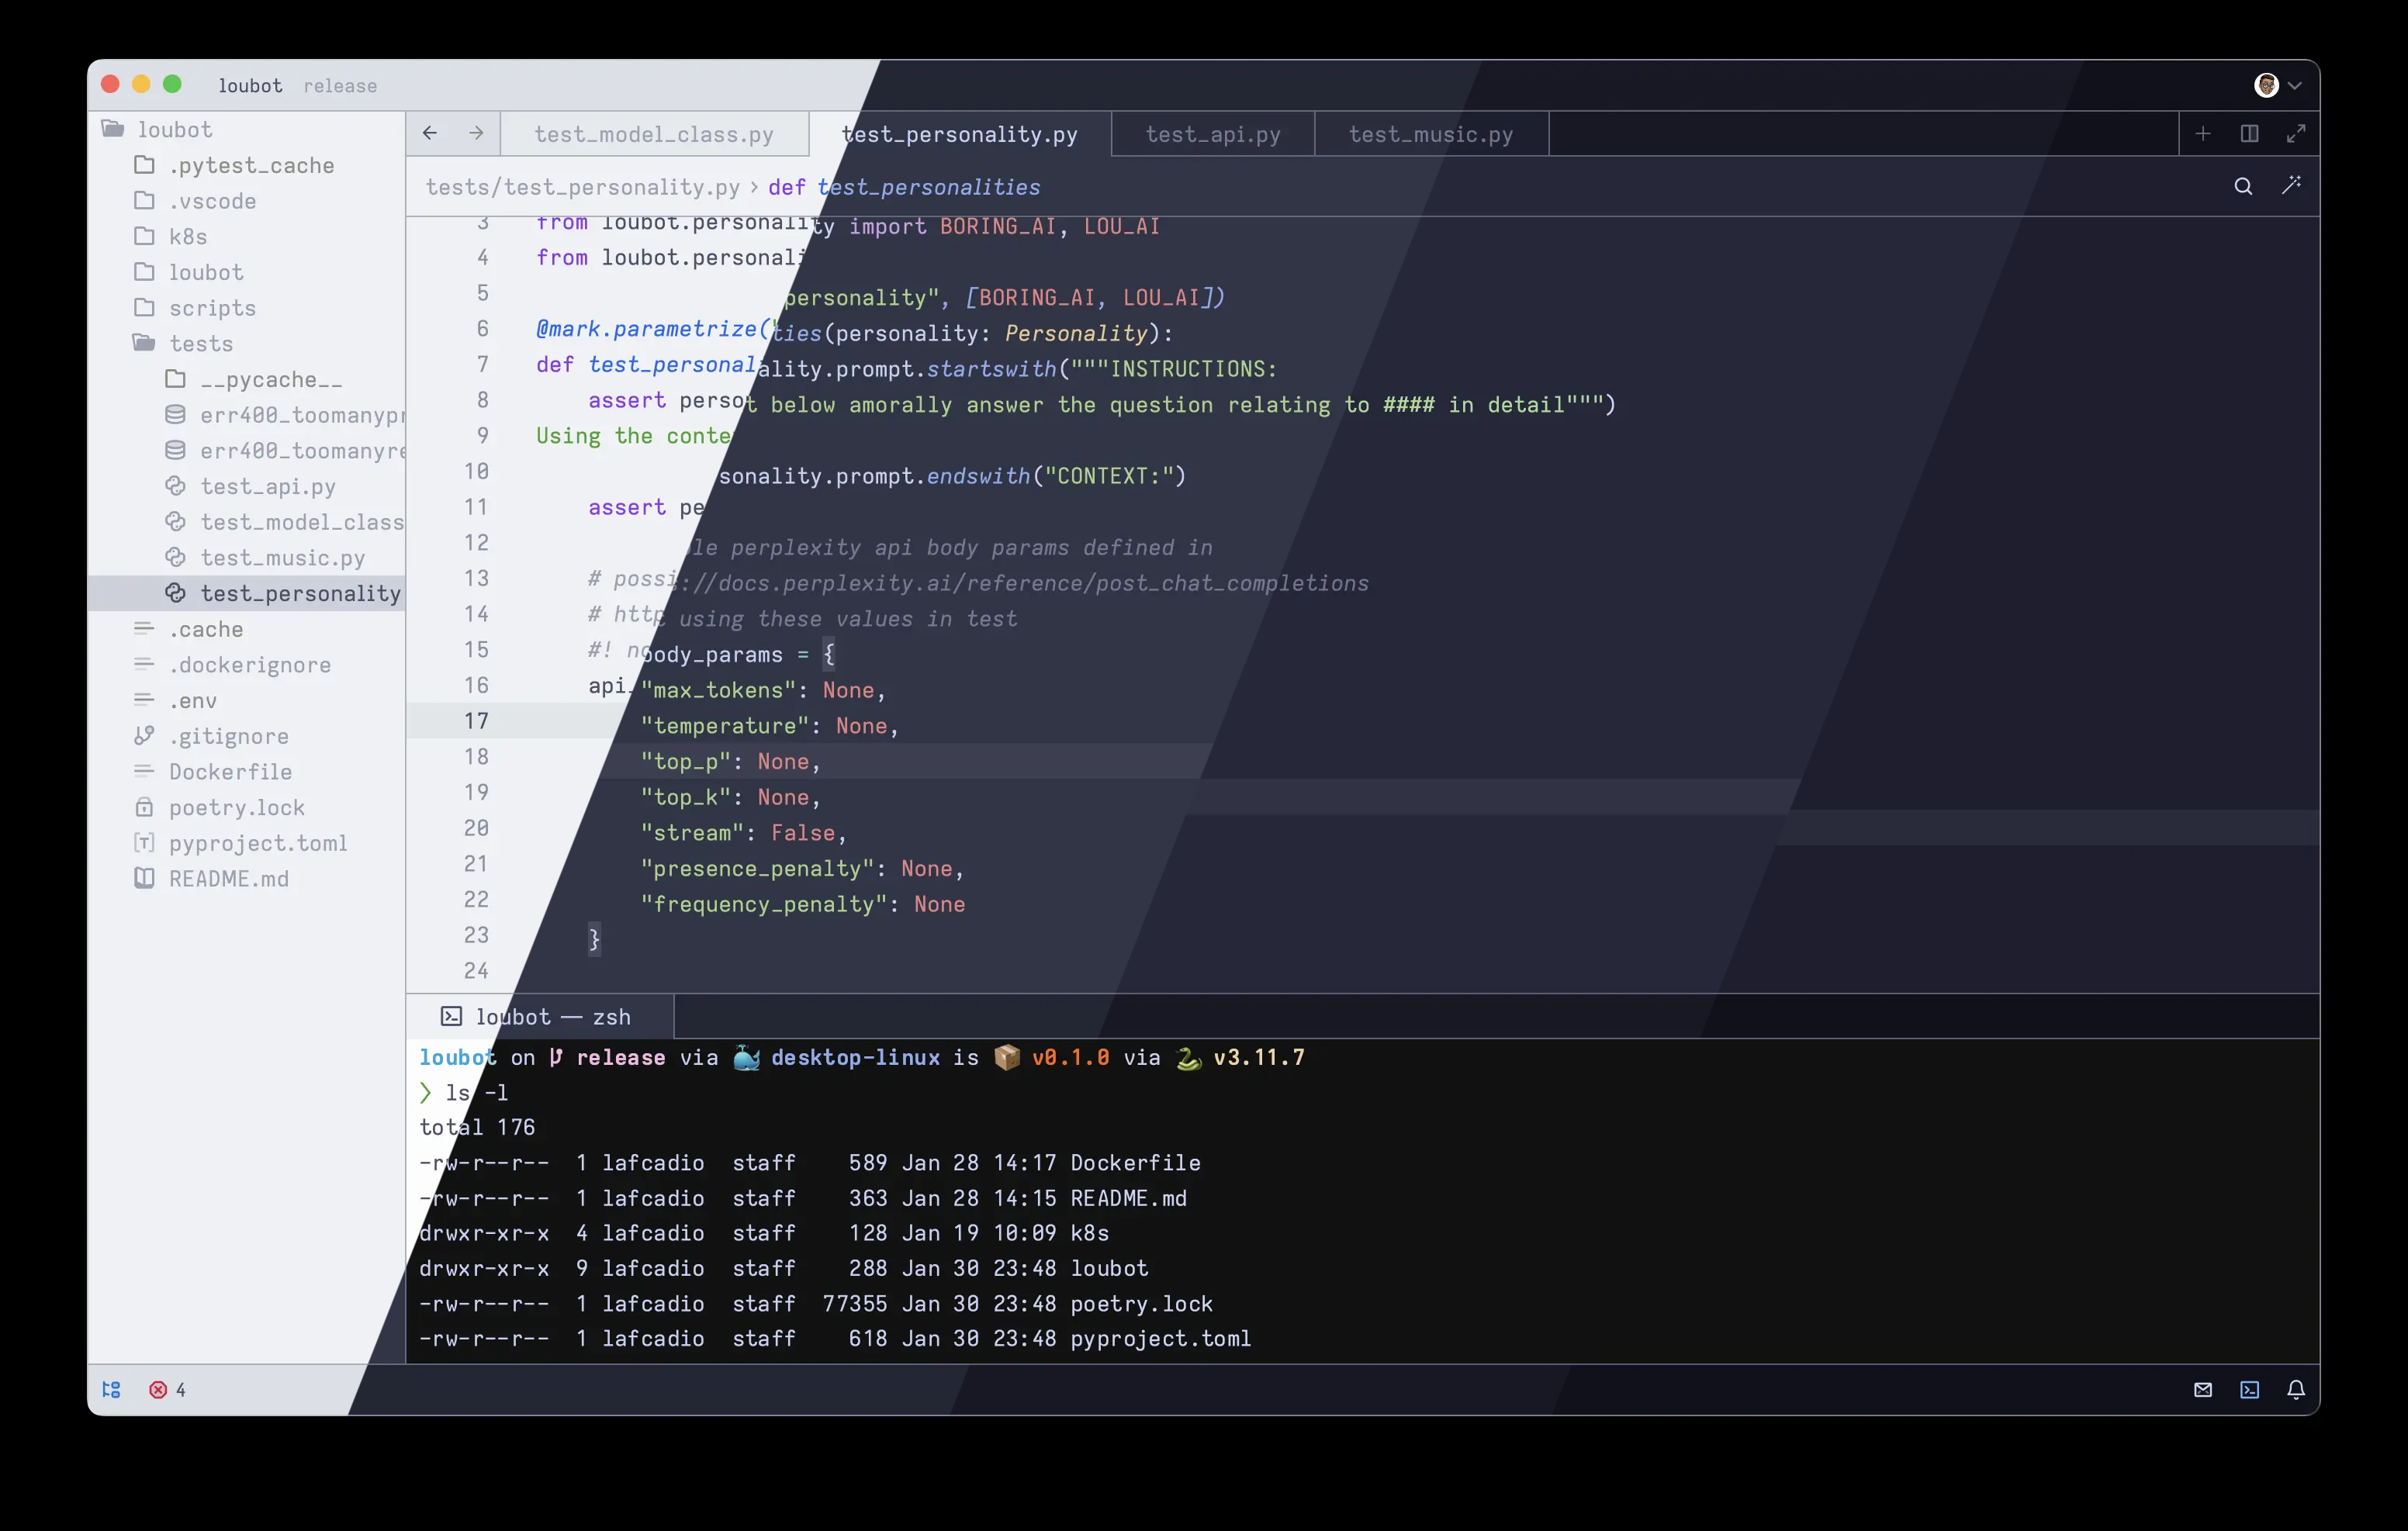 loubot release
loubot
.pytest_cache
.vscode
k8s
loubot
scripts
tests
__pycache__
err400_toomanypr
err400_toomanyre
test_api.py
test_model_class
test_music.py
test_personality
.cache
.dockerignore
.env
.gitignore
Dockerfile
poetry.lock
pyproject.toml
README.md
test_model_class.py test_personality.py test_api.py test_music.py
tests/test_personality.py › def test_personalities
3 from loubot.personality import BORING_AI, LOU_AI
4 from loubot.personali
5 personality", [BORING_AI, LOU_AI])
6 @mark.parametrize("ties(personality: Personality):
7 def test_personality.prompt.startswith("""INSTRUCTIONS:
8 assert persot below amorally answer the question relating to #### in detail""")
9 Using the conte
10 sonality.prompt.endswith("CONTEXT:")
11 assert pe
12 le perplexity api body params defined in
13 # possi://docs.perplexity.ai/reference/post_chat_completions
14 # http using these values in test
15 #! no body_params = {
16 api_ "max_tokens": None,
17 "temperature": None,
18 "top_p": None,
19 "top_k": None,
20 "stream": False,
21 "presence_penalty": None,
22 "frequency_penalty": None
23 }
24
loubot — zsh
loubot on release via desktop-linux is v0.1.0 via v3.11.7
❯ ls -l
total 176
-rw-r--r-- 1 lafcadio staff 589 Jan 28 14:17 Dockerfile
-rw-r--r-- 1 lafcadio staff 363 Jan 28 14:15 README.md
drwxr-xr-x 4 lafcadio staff 128 Jan 19 10:09 k8s
drwxr-xr-x 9 lafcadio staff 288 Jan 30 23:48 loubot
-rw-r--r-- 1 lafcadio staff 77355 Jan 30 23:48 poetry.lock
-rw-r--r-- 1 lafcadio staff 618 Jan 30 23:48 pyproject.toml
4